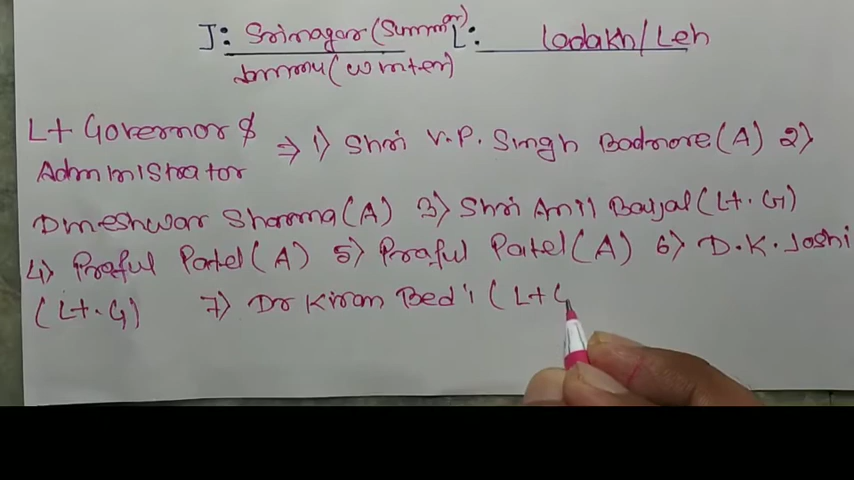 J: Srinagar (Summer) L: Ladakh/Leh
Jammu (Winter)
Lt Governor $ ⇒ 1) Shri V.P. Singh Badnore (A) 2)
Administrator
Dineshwar Sharma (A) 3) Shri Anil Baijal (Lt. G)
4) Praful Patel (A) 5) Praful Patel (A) 6) D.K. Joshi
(Lt. G) 7) Dr Kiran Bedi (Lt G